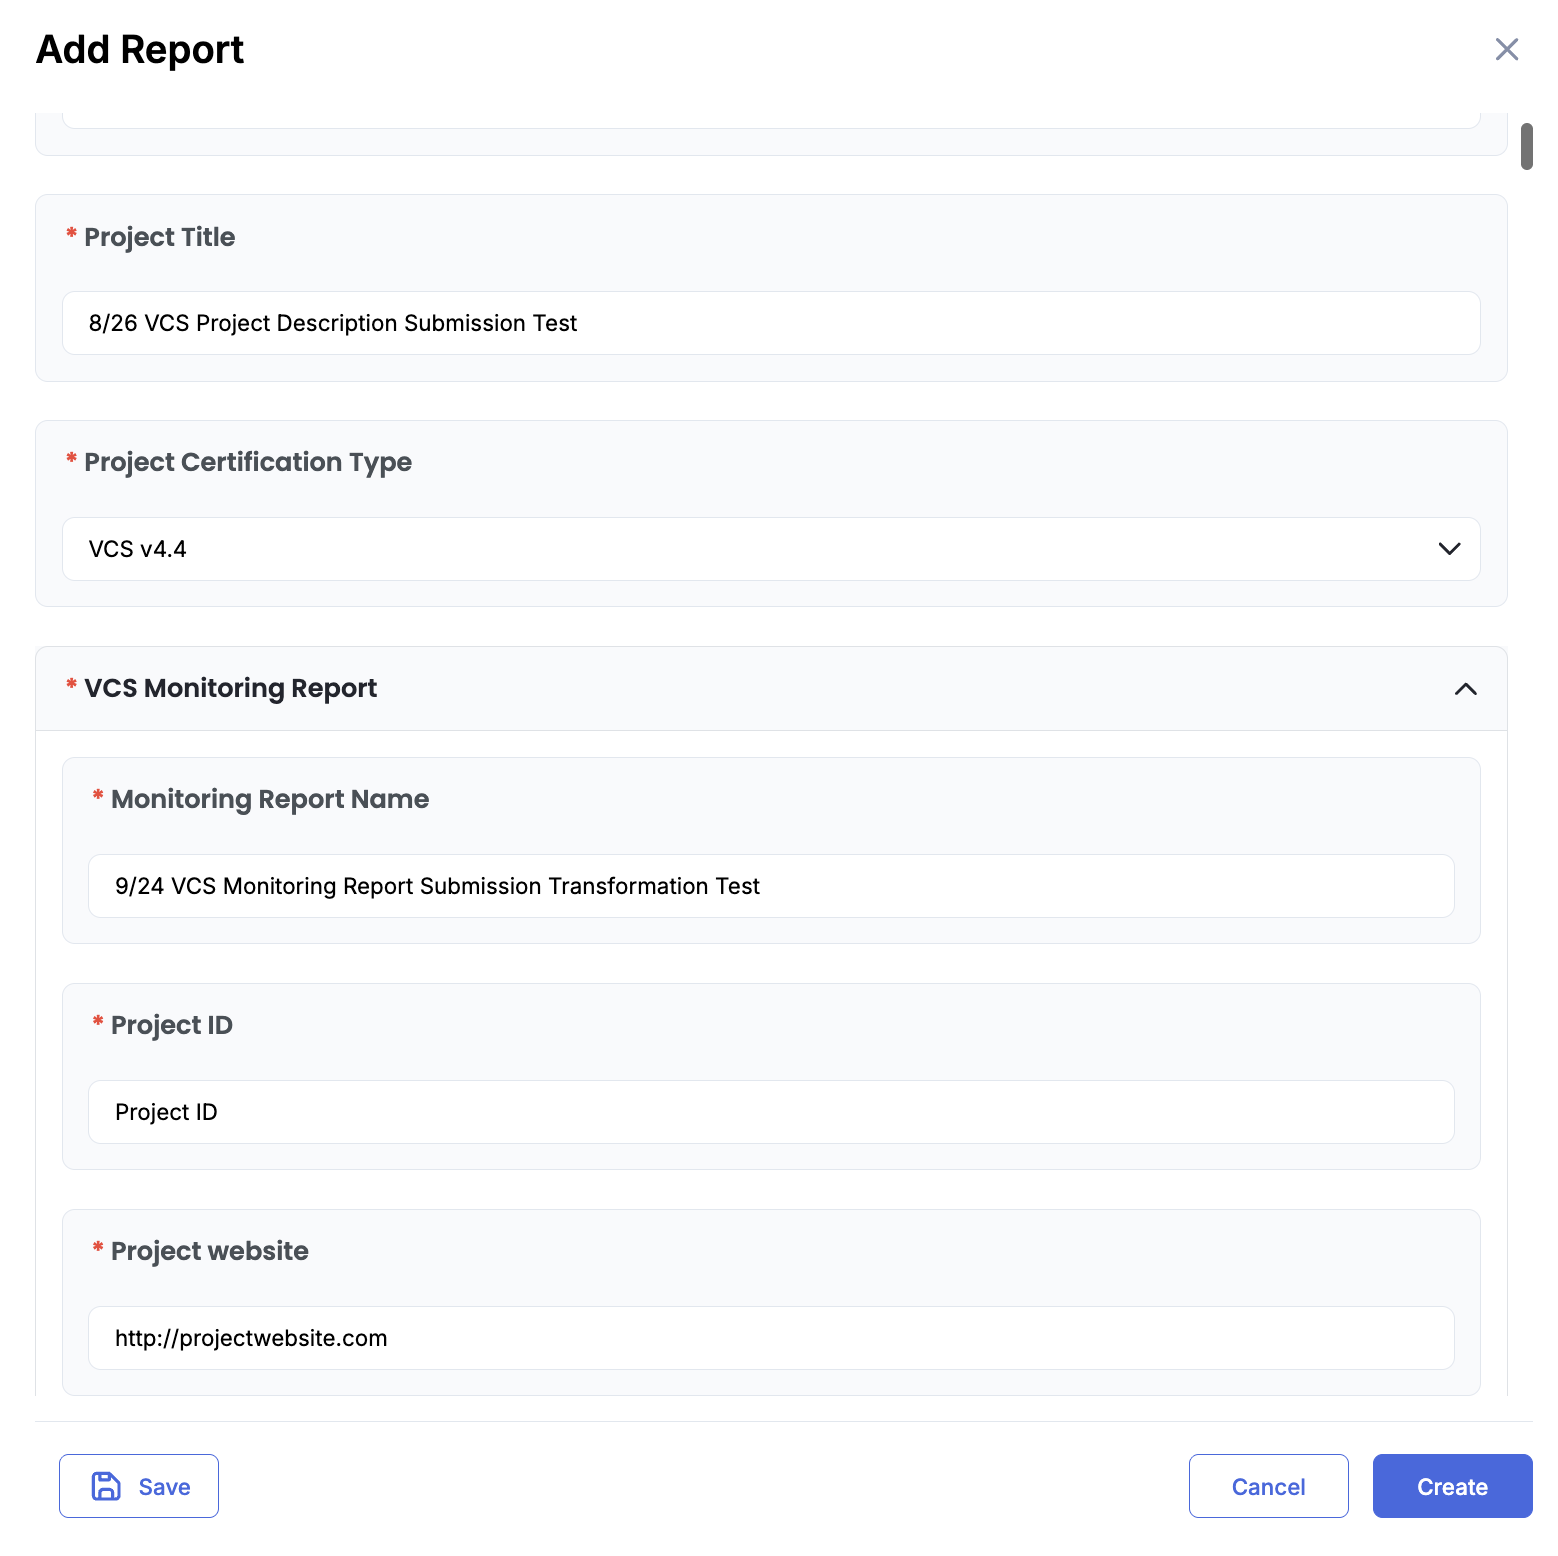 Add Report
* Project Title
8/26 VCS Project Description Submission Test
* Project Certification Type
VCS v4.4
* VCS Monitoring Report
* Monitoring Report Name
9/24 VCS Monitoring Report Submission Transformation Test
* Project ID
Project ID
* Project website
http://projectwebsite.com
Save
Cancel
Create